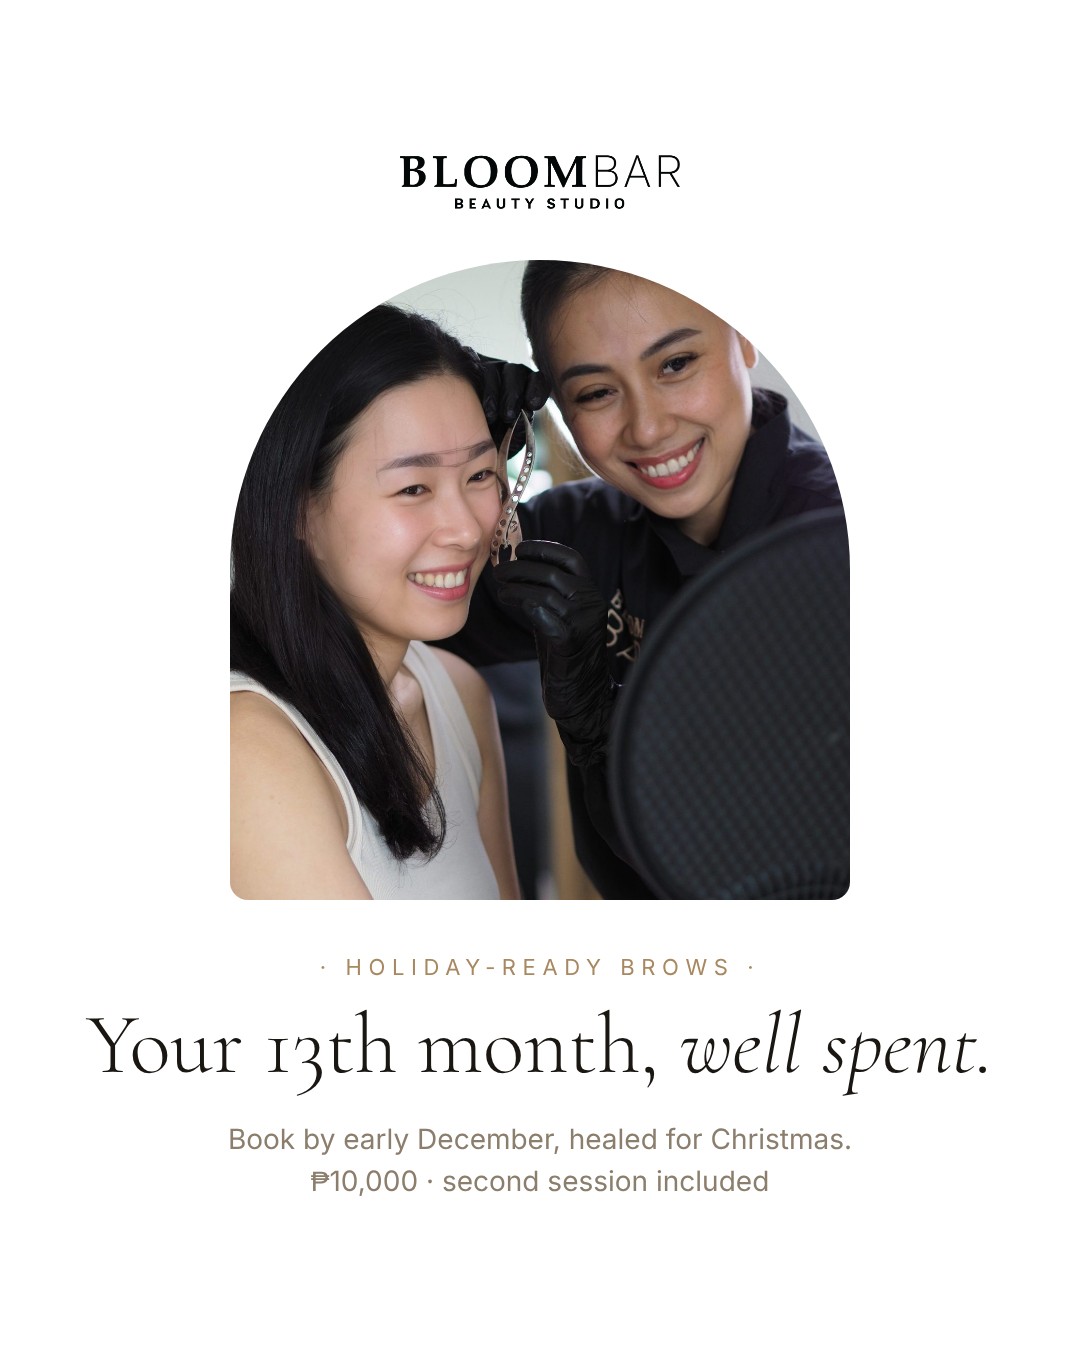 BLOOMBAR
BEAUTY STUDIO
· HOLIDAY-READY BROWS ·
Your 13th month, well spent.
Book by early December, healed for Christmas.
₱10,000 · second session included